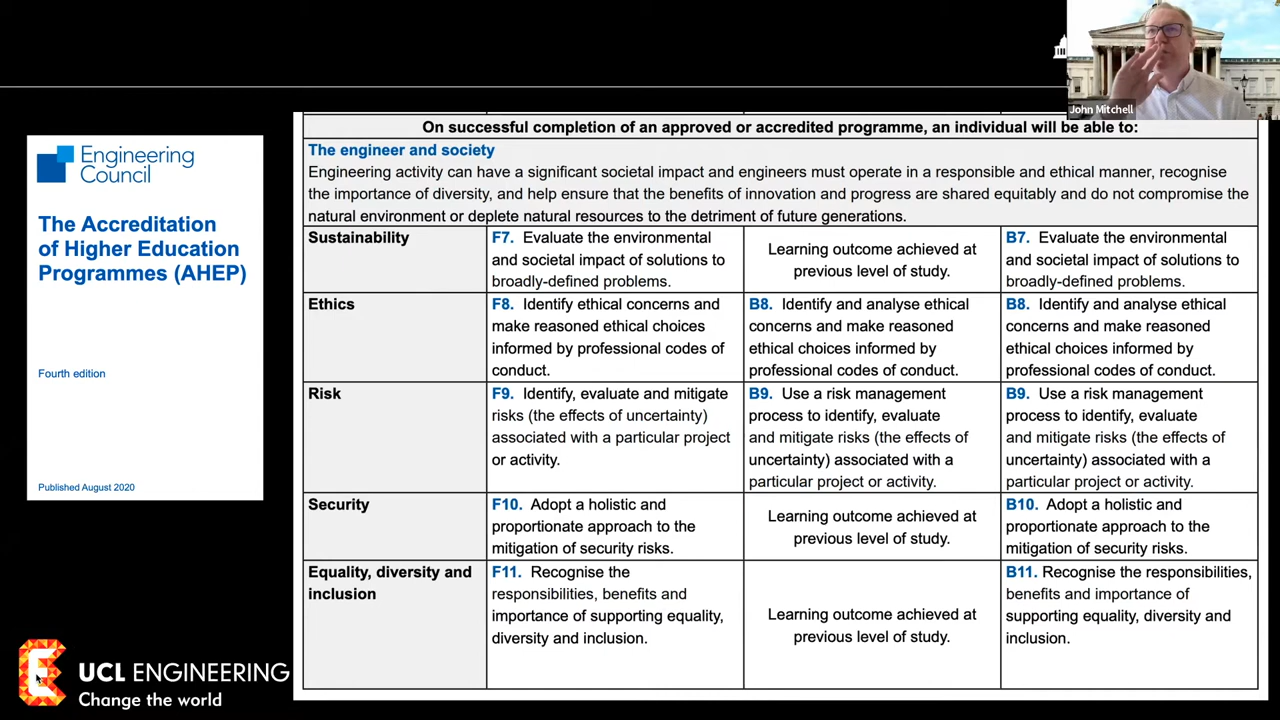 John Mitchell
Engineering
Council
The Accreditation
of Higher Education
Programmes (AHEP)
Fourth edition
Published August 2020
UCL ENGINEERING
Change the world
On successful completion of an approved or accredited programme, an individual will be able to:
The engineer and society
Engineering activity can have a significant societal impact and engineers must operate in a responsible and ethical manner, recognise
the importance of diversity, and help ensure that the benefits of innovation and progress are shared equitably and do not compromise the
natural environment or deplete natural resources to the detriment of future generations.
Sustainability
F7. Evaluate the environmental
and societal impact of solutions to
broadly-defined problems.
Learning outcome achieved at
previous level of study.
B7. Evaluate the environmental
and societal impact of solutions to
broadly-defined problems.
Ethics
F8. Identify ethical concerns and
make reasoned ethical choices
informed by professional codes of
conduct.
B8. Identify and analyse ethical
concerns and make reasoned
ethical choices informed by
professional codes of conduct.
B8. Identify and analyse ethical
concerns and make reasoned
ethical choices informed by
professional codes of conduct.
Risk
F9. Identify, evaluate and mitigate
risks (the effects of uncertainty)
associated with a particular project
or activity.
B9. Use a risk management
process to identify, evaluate
and mitigate risks (the effects of
uncertainty) associated with a
particular project or activity.
B9. Use a risk management
process to identify, evaluate
and mitigate risks (the effects of
uncertainty) associated with a
particular project or activity.
Security
F10. Adopt a holistic and
proportionate approach to the
mitigation of security risks.
Learning outcome achieved at
previous level of study.
B10. Adopt a holistic and
proportionate approach to the
mitigation of security risks.
Equality, diversity and
inclusion
F11. Recognise the
responsibilities, benefits and
importance of supporting equality,
diversity and inclusion.
Learning outcome achieved at
previous level of study.
B11. Recognise the responsibilities,
benefits and importance of
supporting equality, diversity and
inclusion.